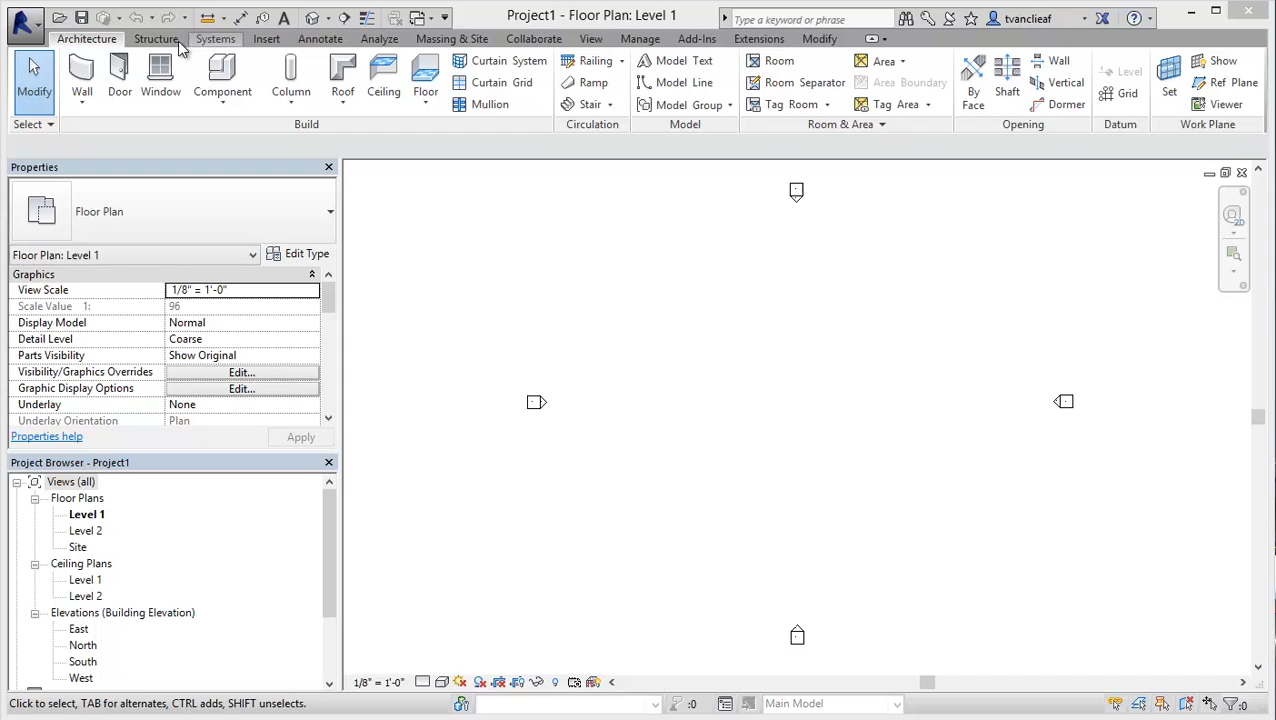 Project1 - Floor Plan: Level 1
Type a keyword or phrase
tvanclieaf
Architecture Structure Systems Insert Annotate Analyze Massing & Site Collaborate View Manage Add-Ins Extensions Modify
Modify
Wall
Door
Window
Component
Column
Roof
Ceiling
Floor
Curtain System
Curtain Grid
Mullion
Railing
Ramp
Stair
Model Text
Model Line
Model Group
Room
Room Separator
Tag Room
Area
Area Boundary
Tag Area
By
Face
Shaft
Wall
Vertical
Dormer
Level
Grid
Set
Show
Ref Plane
Viewer
Select Build Circulation Model Room & Area Opening Datum Work Plane
Properties
Floor Plan
Floor Plan: Level 1 Edit Type
Graphics
View Scale 1/8" = 1'-0"
Scale Value 1: 96
Display Model Normal
Detail Level Coarse
Parts Visibility Show Original
Visibility/Graphics Overrides Edit...
Graphic Display Options Edit...
Underlay None
Underlay Orientation Plan
Properties help Apply
Project Browser - Project1
Views (all)
Floor Plans
Level 1
Level 2
Site
Ceiling Plans
Level 1
Level 2
Elevations (Building Elevation)
East
North
South
West
2D
1/8" = 1'-0"
Click to select, TAB for alternates, CTRL adds, SHIFT unselects. :0 Main Model :0